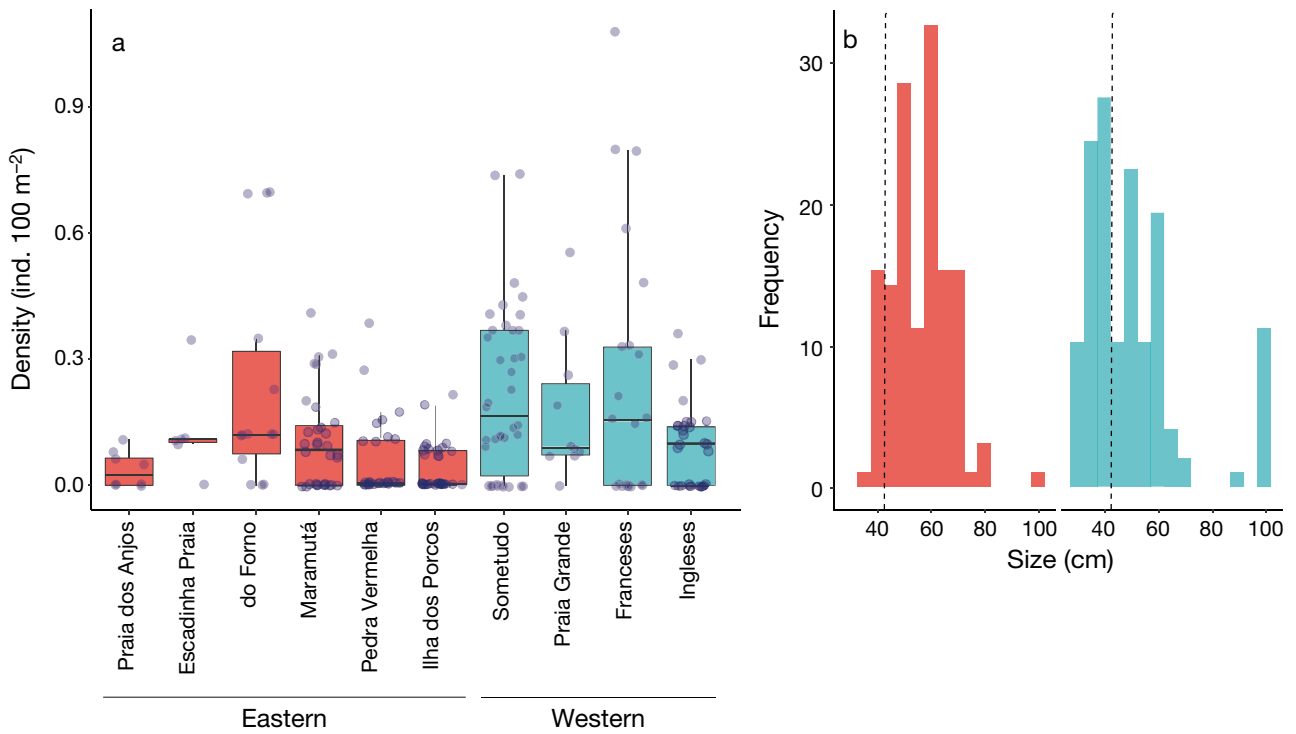 a
Density (ind. 100 m⁻²)
0.9
0.6
0.3
0.0
Praia dos Anjos
Escadinha Praia
do Forno
Maramutá
Pedra Vermelha
Ilha dos Porcos
Sometudo
Praia Grande
Franceses
Ingleses
Eastern
Western
b
Frequency
30
20
10
0
40 60 80 100 40 60 80 100
Size (cm)